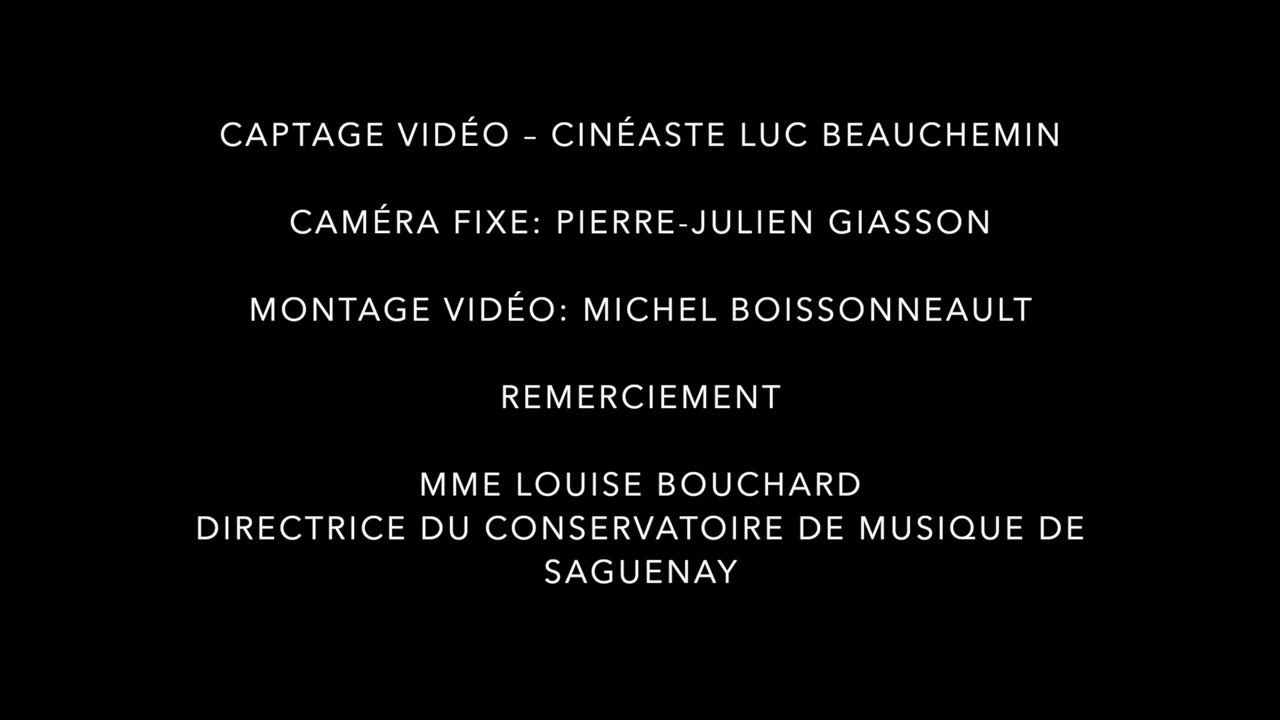 CAPTAGE VIDÉO – CINÉASTE LUC BEAUCHEMIN
CAMÉRA FIXE: PIERRE-JULIEN GIASSON
MONTAGE VIDÉO: MICHEL BOISSONNEAULT
REMERCIEMENT
MME LOUISE BOUCHARD
DIRECTRICE DU CONSERVATOIRE DE MUSIQUE DE
SAGUENAY